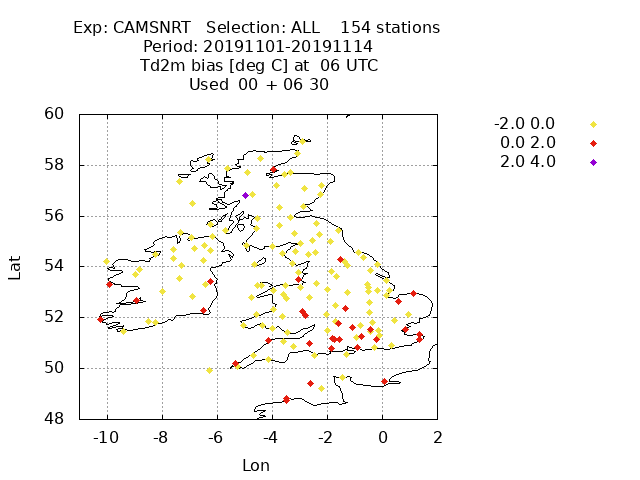 Exp: CAMSNRT   Selection: ALL    154 stations
Period: 20191101-20191114
Td2m bias [deg C] at  06 UTC
Used  00 + 06 30
-2.0 0.0
0.0 2.0
2.0 4.0
60
58
56
54
52
50
48
Lat
-10 -8 -6 -4 -2 0 2
Lon